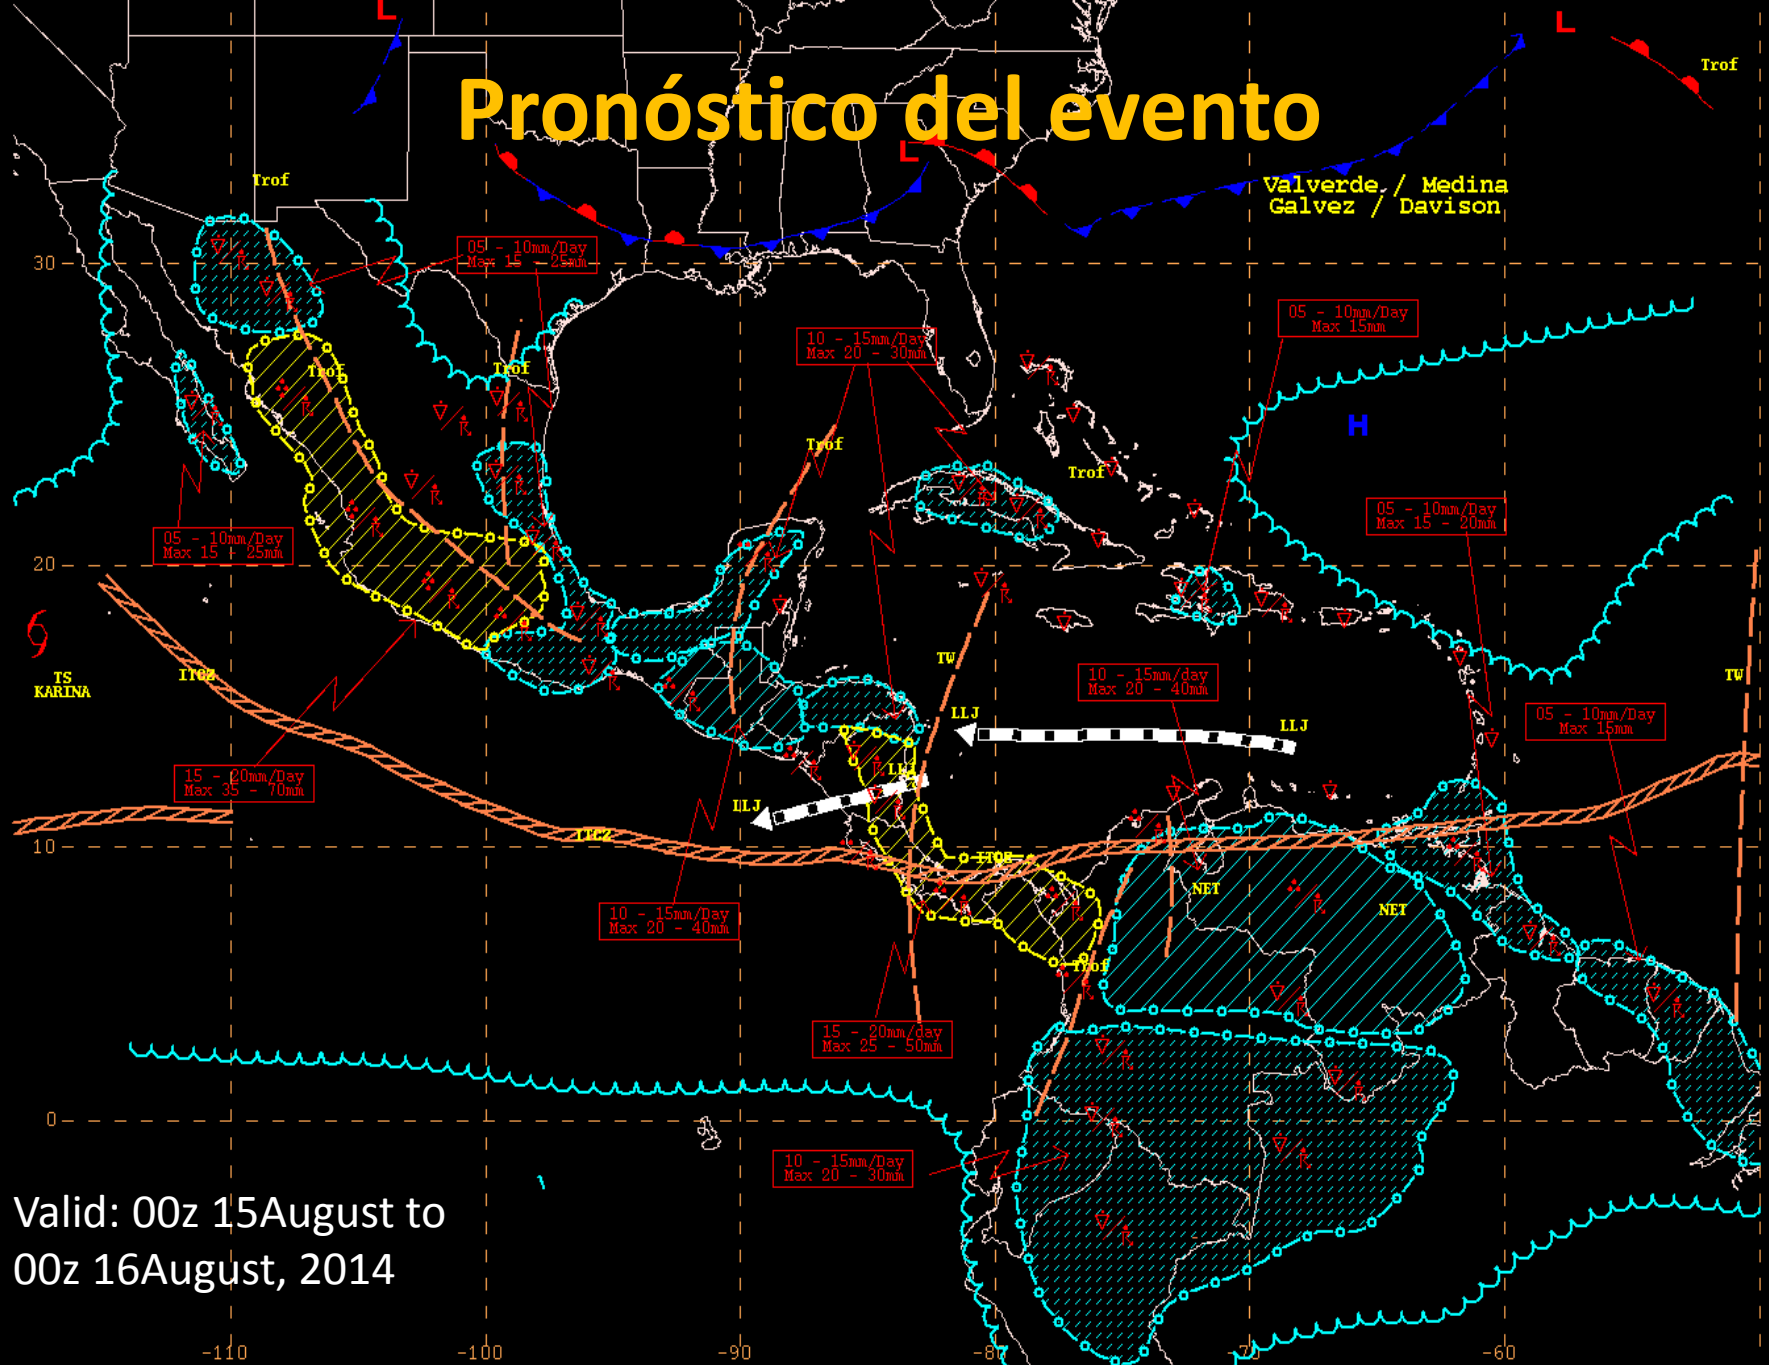 L
L
Trof
Pronóstico del evento
L
Trof
Valverde / Medina
Galvez / Davison
05 - 10mm/Day
Max 15 - 25mm
30
05 - 10mm/Day
Max 15mm
10 - 15mm/Day
Max 20 - 30mm
Trof
Trof
H
Trof
Trof
05 - 10mm/Day
Max 15 - 20mm
05 - 10mm/Day
Max 15 - 25mm
20
TS
KARINA
ITCZ
TW
10 - 15mm/day
Max 20 - 40mm
TW
LLJ
LLJ
05 - 10mm/Day
Max 15mm
15 - 20mm/Day
Max 35 - 70mm
LLJ
LLJ
ITCZ
10
ITCZ
NET
NET
10 - 15mm/Day
Max 20 - 40mm
Trof
15 - 20mm/day
Max 25 - 50mm
0
10 - 15mm/Day
Max 20 - 30mm
Valid: 00z 15August to
00z 16August, 2014
-110
-100
-90
-80
-70
-60